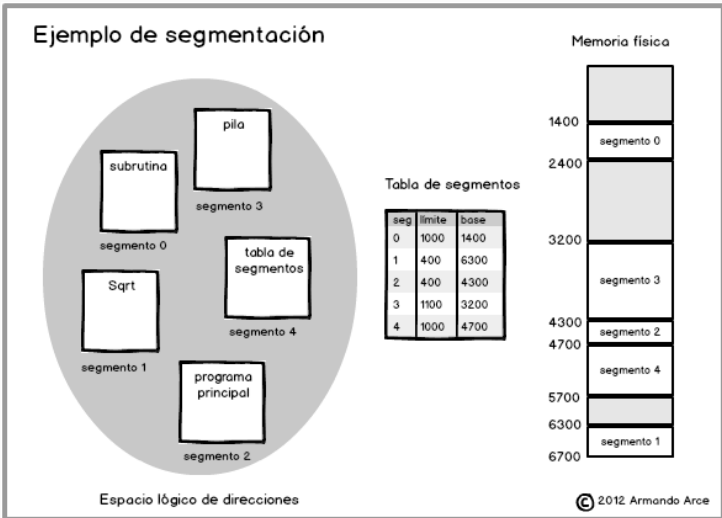 Ejemplo de segmentación
pila
segmento 3
subrutina
segmento 0
tabla de
segmentos
segmento 4
Sqrt
segmento 1
programa
principal
segmento 2
Espacio lógico de direcciones
Tabla de segmentos
seg límite base
0 1000 1400
1 400 6300
2 400 4300
3 1100 3200
4 1000 4700
Memoria física
1400
segmento 0
2400
3200
segmento 3
4300
segmento 2
4700
segmento 4
5700
6300
segmento 1
6700
© 2012 Armando Arce